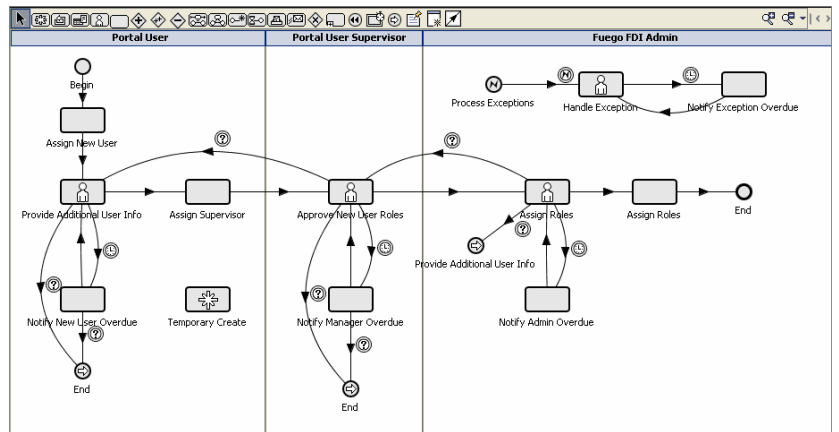 Portal User
Portal User Supervisor
Fuego FDI Admin
Begin
Process Exceptions
Handle Exception
Notify Exception Overdue
Assign New User
Provide Additional User Info
Assign Supervisor
Approve New User Roles
Assign Roles
Assign Roles
End
Provide Additional User Info
Notify New User Overdue
Temporary Create
Notify Manager Overdue
Notify Admin Overdue
End
End